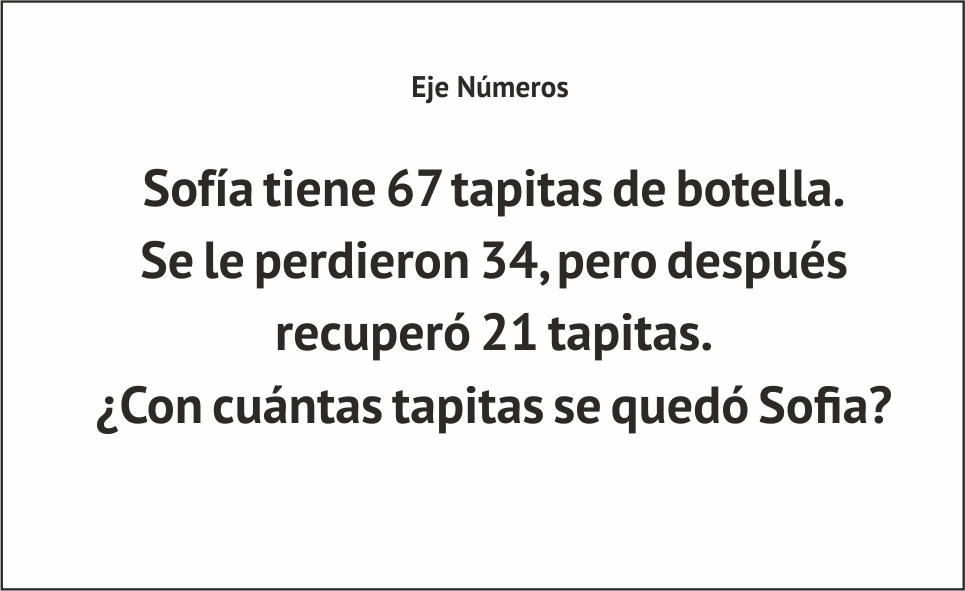 Eje Números
Sofía tiene 67 tapitas de botella.
Se le perdieron 34, pero después
recuperó 21 tapitas.
¿Con cuántas tapitas se quedó Sofia?